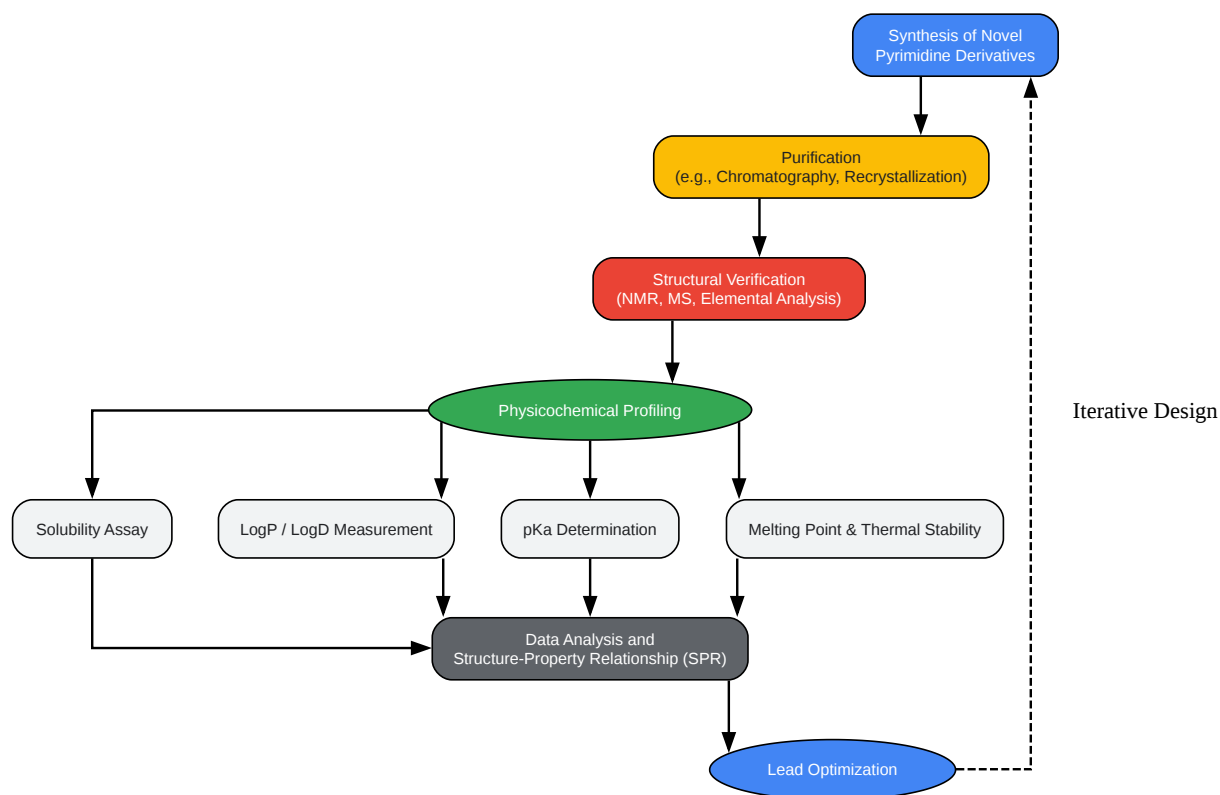 Synthesis of Novel
Pyrimidine Derivatives
Purification
(e.g., Chromatography, Recrystallization)
Structural Verification
(NMR, MS, Elemental Analysis)
Physicochemical Profiling
Iterative Design
Solubility Assay
LogP / LogD Measurement
pKa Determination
Melting Point & Thermal Stability
Data Analysis and
Structure-Property Relationship (SPR)
Lead Optimization